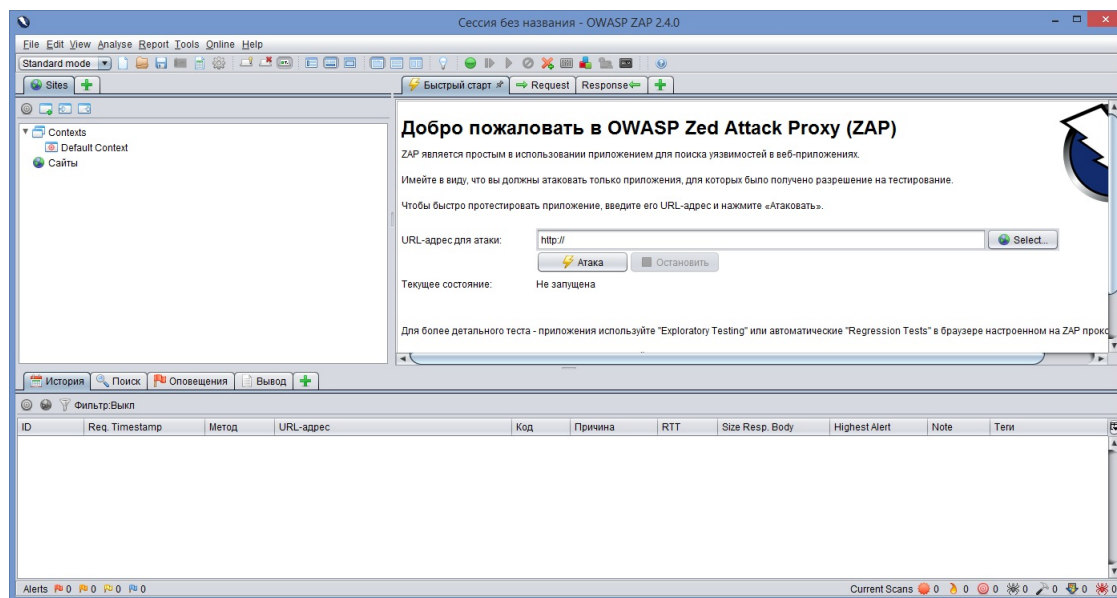 Сессия без названия - OWASP ZAP 2.4.0
File Edit View Analyse Report Tools Online Help
Standard mode
Sites
Быстрый старт Request Response
Contexts
Default Context
Сайты
Добро пожаловать в OWASP Zed Attack Proxy (ZAP)
ZAP является простым в использовании приложением для поиска уязвимостей в веб-приложениях.
Имейте в виду, что вы должны атаковать только приложения, для которых было получено разрешение на тестирование.
Чтобы быстро протестировать приложение, введите его URL-адрес и нажмите «Атаковать».
URL-адрес для атаки: http:// Select...
Атака Остановить
Текущее состояние: Не запущена
Для более детального теста - приложения используйте "Exploratory Testing" или автоматические "Regression Tests" в браузере настроенном на ZAP прокс
История Поиск Оповещения Вывод
Фильтр:Выкл
ID Req. Timestamp Метод URL-адрес Код Причина RTT Size Resp. Body Highest Alert Note Теги
Alerts 0 0 0 0 Current Scans 0 0 0 0 0 0 0